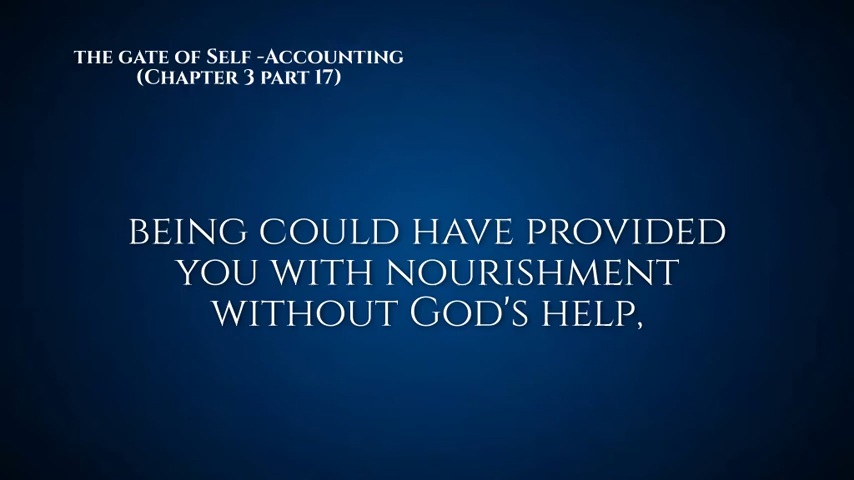 THE GATE OF SELF -ACCOUNTING
(CHAPTER 3 PART 17)
BEING COULD HAVE PROVIDED
YOU WITH NOURISHMENT
WITHOUT GOD'S HELP,